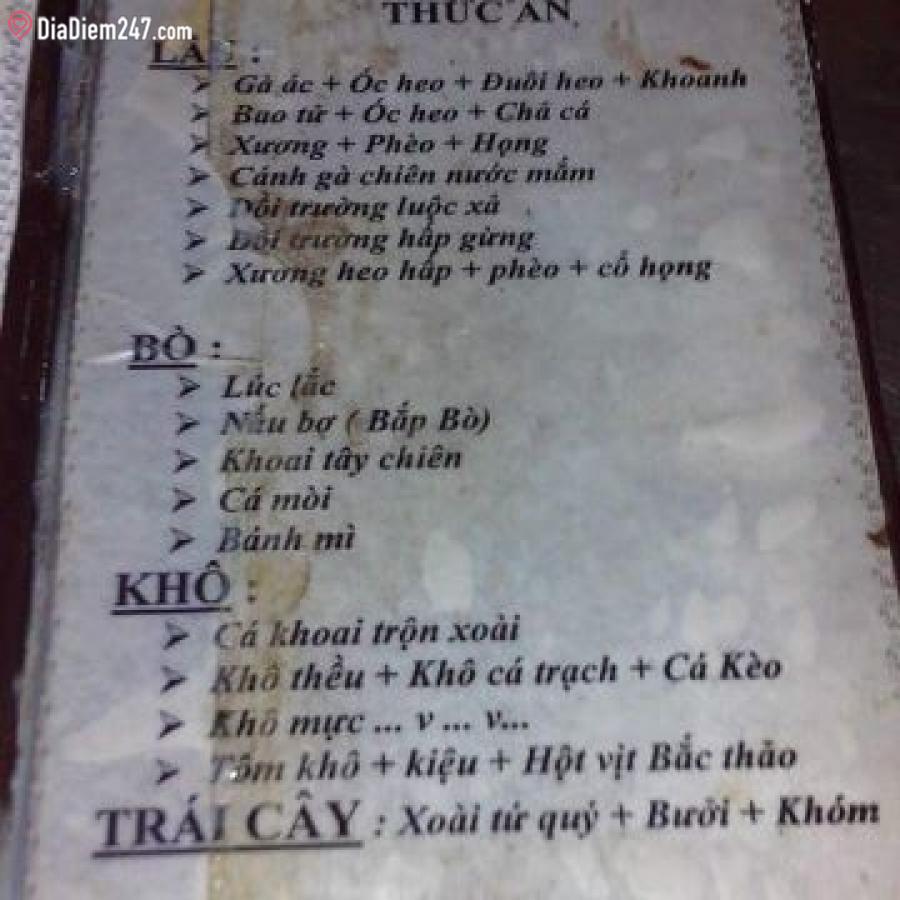 DiaDiem247.com
THỨC ĂN
LẨU :
➢ Gà ác + Óc heo + Đuôi heo + Khoanh
➢ Bao tử + Óc heo + Chả cá
➢ Xương + Phèo + Họng
➢ Cánh gà chiên nước mắm
➢ Dồi trường luộc xả
➢ Dồi trường hấp gừng
➢ Xương heo hấp + phèo + cổ họng
BÒ :
➢ Lúc lắc
➢ Nấu bơ ( Bắp Bò)
➢ Khoai tây chiên
➢ Cá mòi
➢ Bánh mì
KHÔ :
➢ Cá khoai trộn xoài
➢ Khô thều + Khô cá trạch + Cá Kèo
➢ Khô mực ... v ... v...
➢ Tôm khô + kiệu + Hột vịt Bắc thảo
TRÁI CÂY : Xoài tứ quý + Bưởi + Khóm